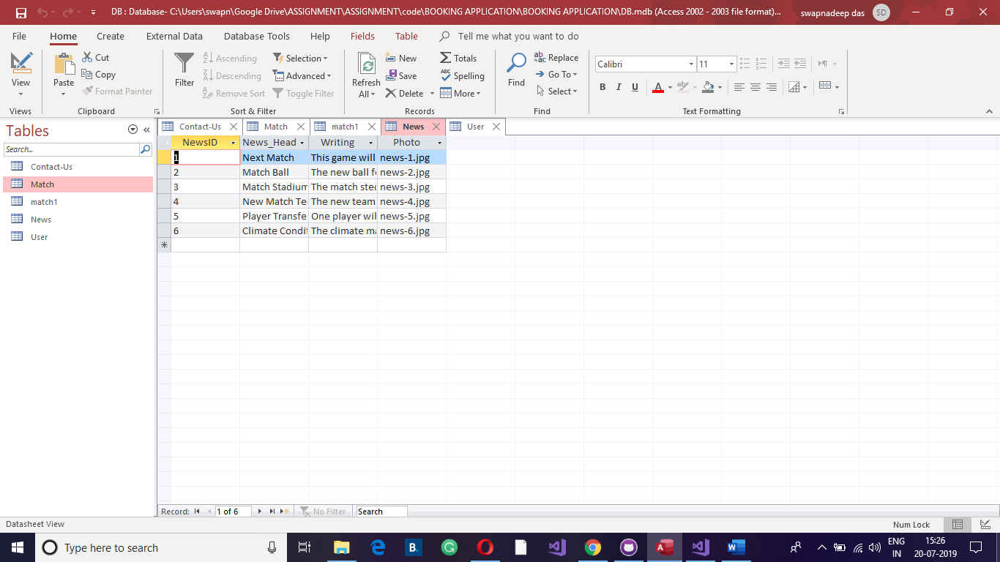 DB : Database- C:\Users\swapn\Google Drive\ASSIGNMENT\ASSIGNMENT\code\BOOKING APPLICATION\BOOKING APPLICATION\DB.mdb (Access 2002 - 2003 file format)...
swapnadeep das SD
File Home Create External Data Database Tools Help Fields Table Tell me what you want to do
View
Views
Paste
Cut
Copy
Format Painter
Clipboard
Filter
Ascending
Descending
Remove Sort
Selection
Advanced
Toggle Filter
Sort & Filter
Refresh
All
New
Save
Delete
Totals
Spelling
More
Records
Find
Replace
Go To
Select
Find
Calibri 11
B I U A
Text Formatting
Tables
Search...
Contact-Us
Match
match1
News
User
Contact-Us Match match1 News User
NewsID News_Head Writing Photo
1 Next Match This game will news-1.jpg
2 Match Ball The new ball fo news-2.jpg
3 Match Stadium The match sted news-3.jpg
4 New Match Te The new team news-4.jpg
5 Player Transfe One player wil news-5.jpg
6 Climate Condit The climate ma news-6.jpg
Record: 1 of 6 No Filter Search
Datasheet View Num Lock
Type here to search
ENG
IN
15:26
20-07-2019